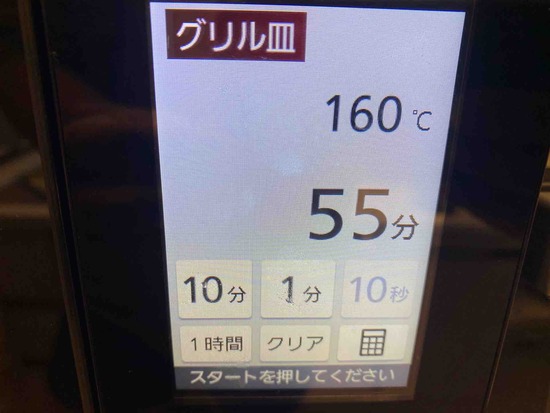 グリル皿
160℃
55分
10分 1分 10秒
1時間 クリア
スタートを押してください